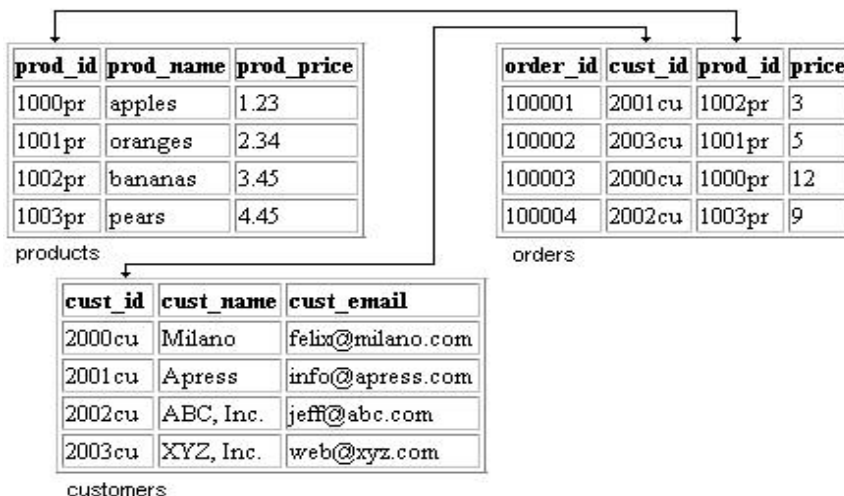 prod_id prod_name prod_price
1000pr apples 1.23
1001pr oranges 2.34
1002pr bananas 3.45
1003pr pears 4.45
products
order_id cust_id prod_id price
100001 2001cu 1002pr 3
100002 2003cu 1001pr 5
100003 2000cu 1000pr 12
100004 2002cu 1003pr 9
orders
cust_id cust_name cust_email
2000cu Milano felix@milano.com
2001cu Apress info@apress.com
2002cu ABC, Inc. jeff@abc.com
2003cu XYZ, Inc. web@xyz.com
customers